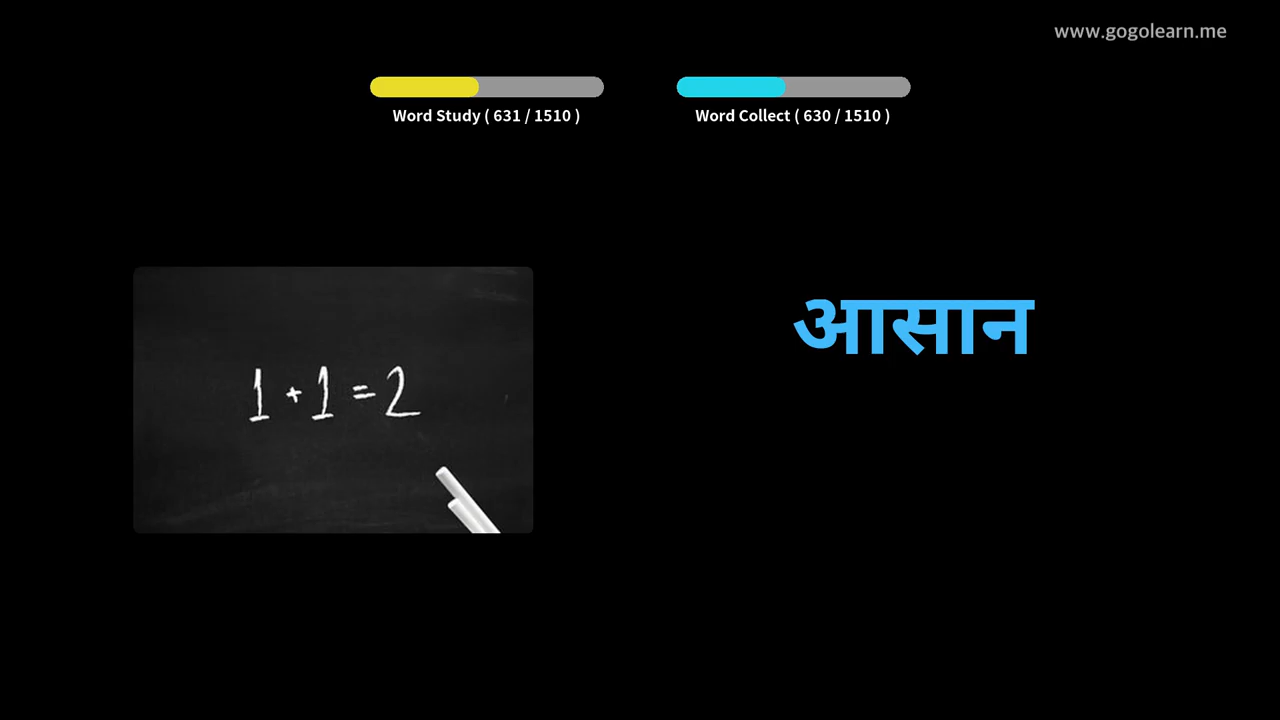 www.gogolearn.me
Word Study ( 631 / 1510 )
Word Collect ( 630 / 1510 )
1 + 1 = 2
आसान